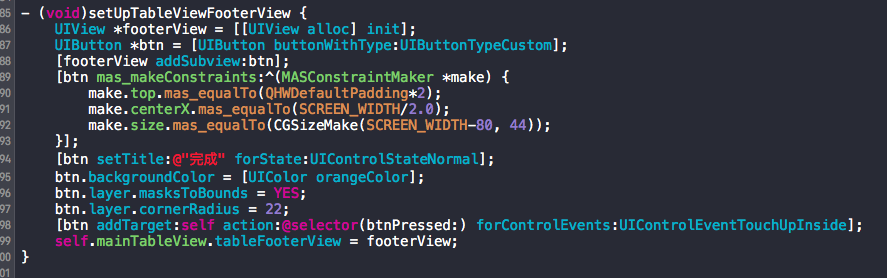 85 - (void)setUpTableViewFooterView {
86     UIView *footerView = [[UIView alloc] init];
87     UIButton *btn = [UIButton buttonWithType:UIButtonTypeCustom];
88     [footerView addSubview:btn];
89     [btn mas_makeConstraints:^(MASConstraintMaker *make) {
90         make.top.mas_equalTo(QHWDefaultPadding*2);
91         make.centerX.mas_equalTo(SCREEN_WIDTH/2.0);
92         make.size.mas_equalTo(CGSizeMake(SCREEN_WIDTH-80, 44));
93     }];
94     [btn setTitle:@"完成" forState:UIControlStateNormal];
95     btn.backgroundColor = [UIColor orangeColor];
96     btn.layer.masksToBounds = YES;
97     btn.layer.cornerRadius = 22;
98     [btn addTarget:self action:@selector(btnPressed:) forControlEvents:UIControlEventTouchUpInside];
99     self.mainTableView.tableFooterView = footerView;
00 }
01